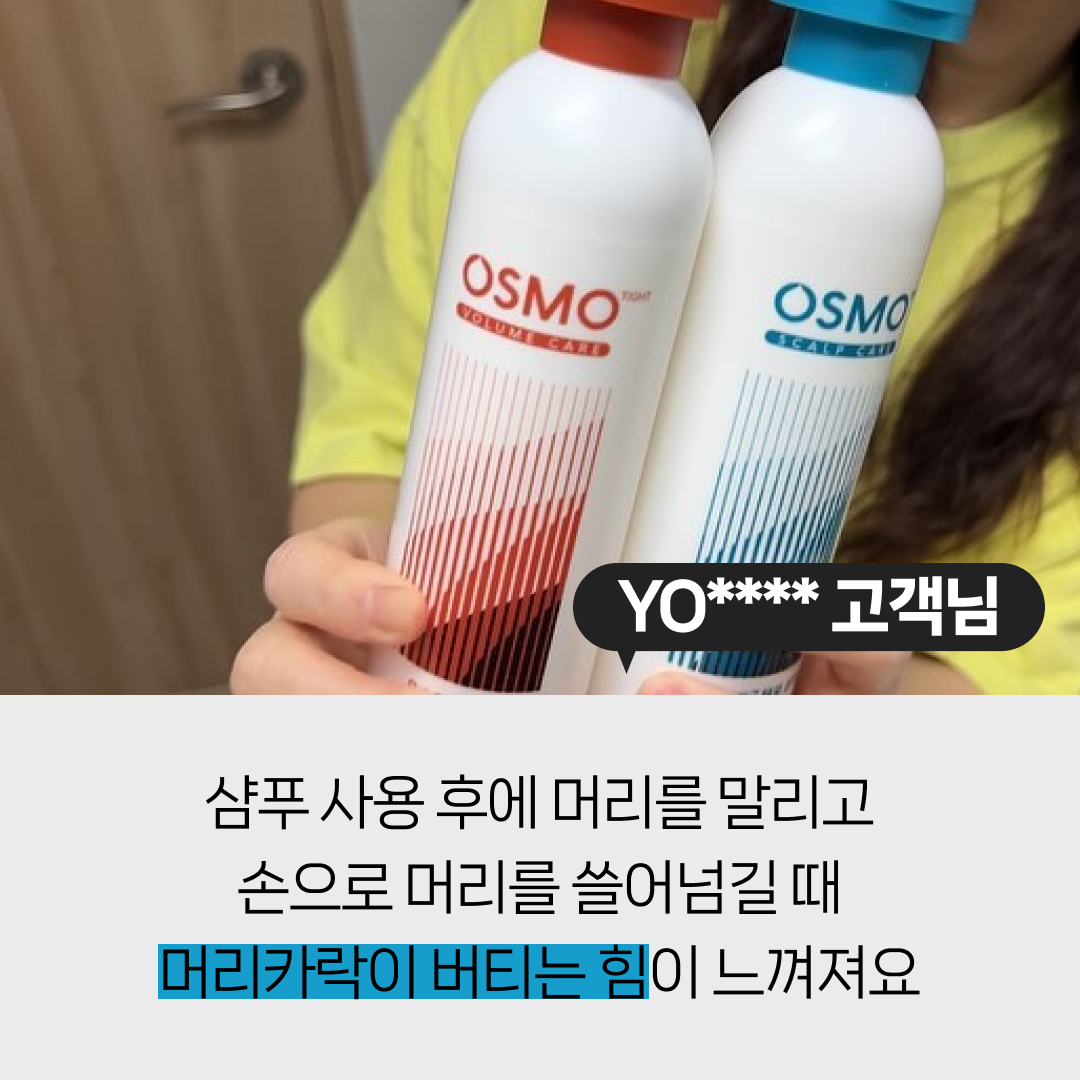 OSMO TIGHT
VOLUME CARE
OSMO
SCALP CARE
YO**** 고객님
샴푸 사용 후에 머리를 말리고
손으로 머리를 쓸어넘길 때
머리카락이 버티는 힘이 느껴져요